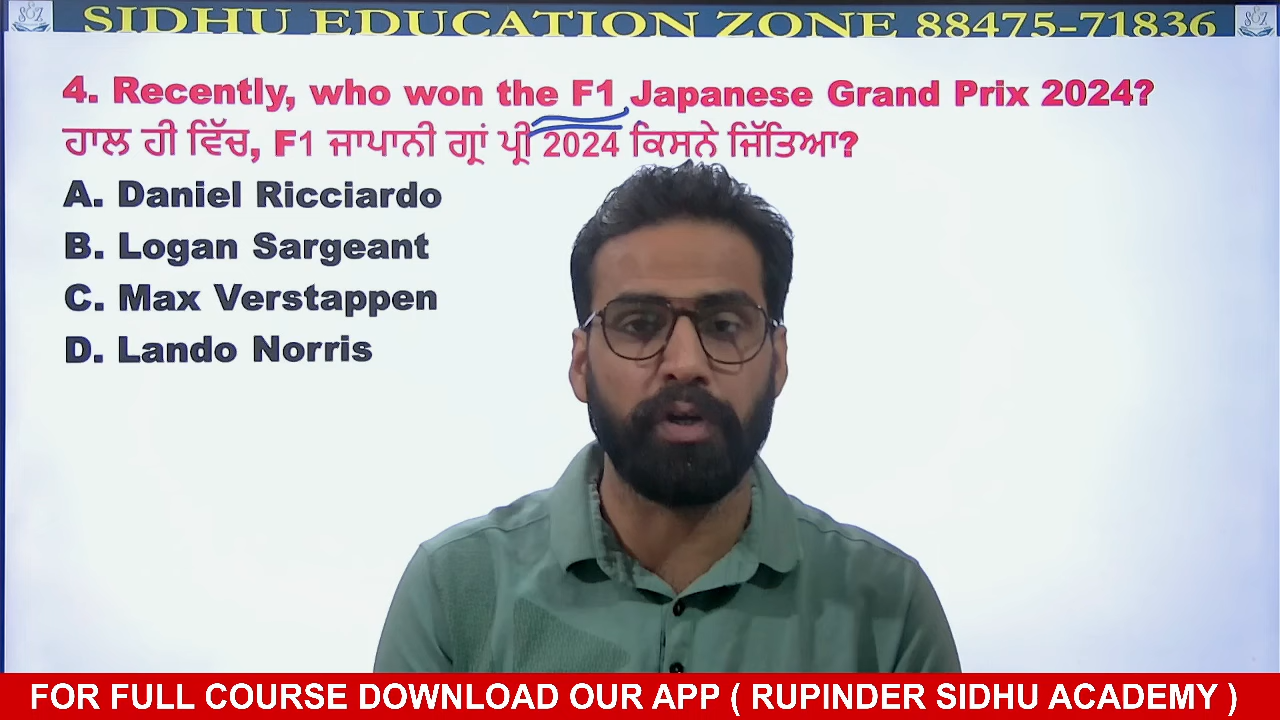 SIDHU EDUCATION ZONE 88475-71836
4. Recently, who won the F1 Japanese Grand Prix 2024?
ਹਾਲ ਹੀ ਵਿੱਚ, F1 ਜਾਪਾਨੀ ਗ੍ਰਾਂ ਪ੍ਰੀ 2024 ਕਿਸਨੇ ਜਿੱਤਿਆ?
A. Daniel Ricciardo
B. Logan Sargeant
C. Max Verstappen
D. Lando Norris
FOR FULL COURSE DOWNLOAD OUR APP ( RUPINDER SIDHU ACADEMY )